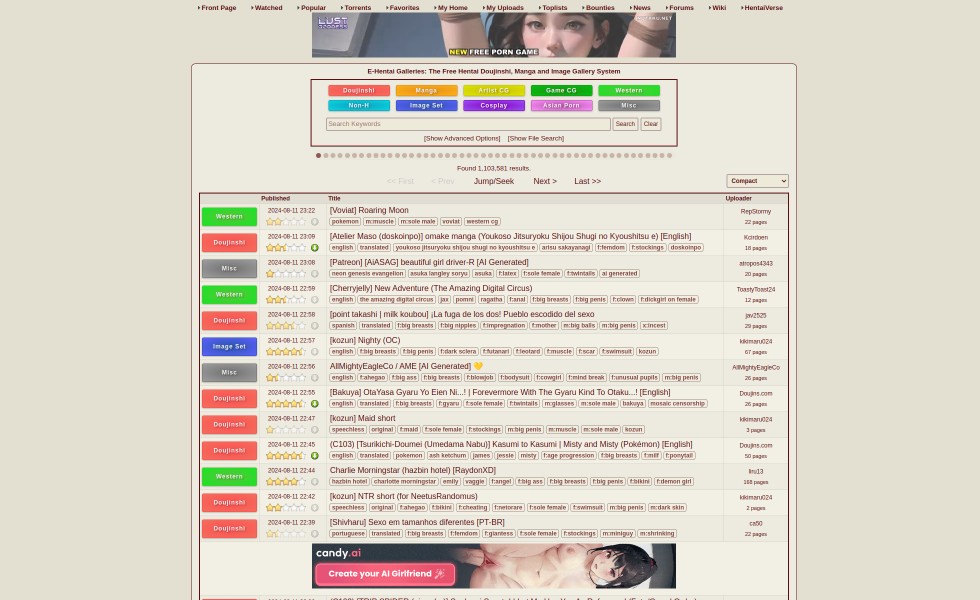 Front Page Watched Popular Torrents Favorites My Home My Uploads Toplists Bounties News Forums Wiki HentaiVerse
LUST
NEW FREE PORN GAME
E-Hentai Galleries: The Free Hentai Doujinshi, Manga and Image Gallery System
Doujinshi Manga Artist CG Game CG Western
Non-H Image Set Cosplay Asian Porn Misc
Search Keywords Search Clear
[Show Advanced Options] [Show File Search]
Found 1,103,581 results.
<< First < Prev Jump/Seek Next > Last >> Compact
Published Title Uploader
Western 2024-08-11 23:22 [Voviat] Roaring Moon RepStormy
pokemon m:muscle m:sole male voviat western cg 22 pages
Doujinshi 2024-08-11 23:09 [Atelier Maso (doskoinpo)] omake manga (Youkoso Jitsuryoku Shijou Shugi no Kyoushitsu e) [English] Kcirdoen
english translated youkoso jitsuryoku shijou shugi no kyoushitsu e arisu sakayanagi f:femdom f:stockings doskoinpo 18 pages
Misc 2024-08-11 23:08 [Patreon] [AiASAG] beautiful girl driver-R [AI Generated] atropos4343
neon genesis evangelion asuka langley soryu asuka f:latex f:sole female f:twintails ai generated 20 pages
Western 2024-08-11 22:59 [Cherryjelly] New Adventure (The Amazing Digital Circus) ToastyToast24
english the amazing digital circus jax pomni ragatha f:anal f:big breasts f:big penis f:clown f:dickgirl on female 12 pages
Doujinshi 2024-08-11 22:58 [point takashi | milk koubou] ¡La fuga de los dos! Pueblo escodido del sexo jav2525
spanish translated f:big breasts f:big nipples f:impregnation f:mother m:big balls m:big penis x:incest 29 pages
Image Set 2024-08-11 22:57 [kozun] Nighty (OC) kikimaru024
english f:big breasts f:big penis f:dark sclera f:futanari f:leotard f:muscle f:scar f:swimsuit kozun 67 pages
Misc 2024-08-11 22:56 AllMightyEagleCo / AME [AI Generated] 💛 AllMightyEagleCo
english f:ahegao f:big ass f:big breasts f:blowjob f:bodysuit f:cowgirl f:mind break f:unusual pupils m:big penis 26 pages
Doujinshi 2024-08-11 22:55 [Bakuya] OtaYasa Gyaru Yo Eien Ni...! | Forevermore With The Gyaru Kind To Otaku...! [English] Doujins.com
english translated f:big breasts f:gyaru f:sole female f:twintails m:glasses m:sole male bakuya mosaic censorship 26 pages
Doujinshi 2024-08-11 22:47 [kozun] Maid short kikimaru024
speechless original f:maid f:sole female f:stockings m:big penis m:muscle m:sole male kozun 3 pages
Doujinshi 2024-08-11 22:45 (C103) [Tsurikichi-Doumei (Umedama Nabu)] Kasumi to Kasumi | Misty and Misty (Pokémon) [English] Doujins.com
english translated pokemon ash ketchum james jessie misty f:age progression f:big breasts f:milf f:ponytail 50 pages
Western 2024-08-11 22:44 Charlie Morningstar (hazbin hotel) [RaydonXD] liru13
hazbin hotel charlotte morningstar emily vaggie f:angel f:big ass f:big breasts f:big penis f:bikini f:demon girl 168 pages
Doujinshi 2024-08-11 22:42 [kozun] NTR short (for NeetusRandomus) kikimaru024
speechless original f:ahegao f:bikini f:cheating f:netorare f:sole female f:swimsuit m:big penis m:dark skin 2 pages
Doujinshi 2024-08-11 22:39 [Shivharu] Sexo em tamanhos diferentes [PT-BR] ca50
portuguese translated f:big breasts f:femdom f:giantess f:sole female f:stockings m:miniguy m:shrinking 22 pages
candy.ai
Create your AI Girlfriend